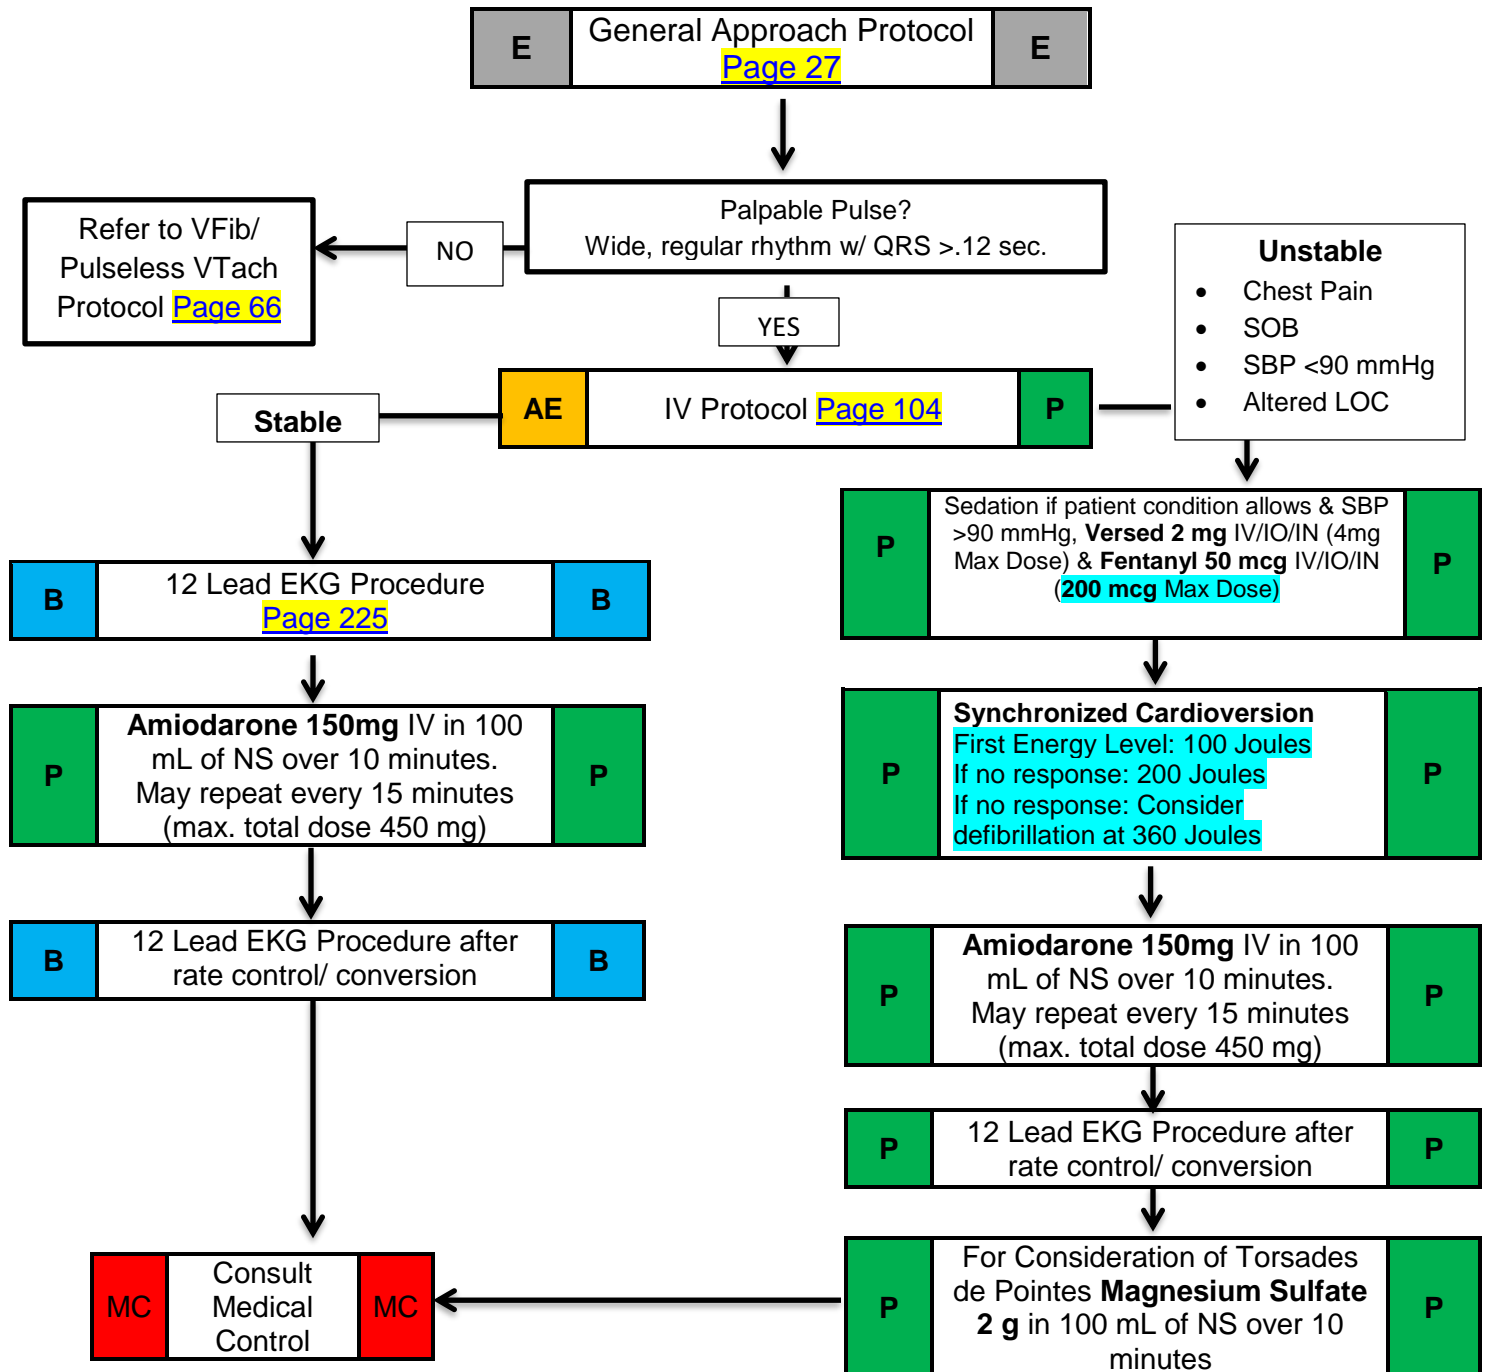 E
General Approach Protocol
Page 27
E
Palpable Pulse?
Wide, regular rhythm w/ QRS >.12 sec.
NO
Refer to VFib/
Pulseless VTach
Protocol Page 66
YES
Unstable
• Chest Pain
• SOB
• SBP <90 mmHg
• Altered LOC
AE
IV Protocol Page 104
P
Stable
B
12 Lead EKG Procedure
Page 225
B
P
Amiodarone 150mg IV in 100
mL of NS over 10 minutes.
May repeat every 15 minutes
(max. total dose 450 mg)
P
B
12 Lead EKG Procedure after
rate control/ conversion
B
P
Sedation if patient condition allows & SBP
>90 mmHg, Versed 2 mg IV/IO/IN (4mg
Max Dose) & Fentanyl 50 mcg IV/IO/IN
(200 mcg Max Dose)
P
P
Synchronized Cardioversion
First Energy Level: 100 Joules
If no response: 200 Joules
If no response: Consider
defibrillation at 360 Joules
P
P
Amiodarone 150mg IV in 100
mL of NS over 10 minutes.
May repeat every 15 minutes
(max. total dose 450 mg)
P
P
12 Lead EKG Procedure after
rate control/ conversion
P
P
For Consideration of Torsades
de Pointes Magnesium Sulfate
2 g in 100 mL of NS over 10
minutes
P
MC
Consult
Medical
Control
MC